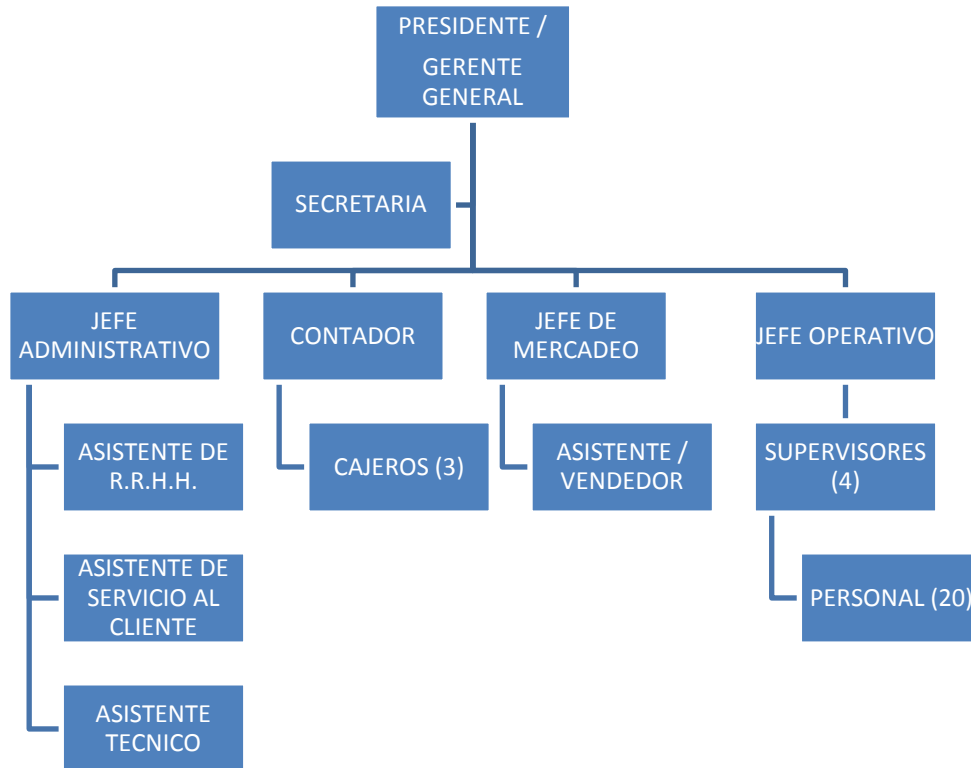 PRESIDENTE /
GERENTE
GENERAL
SECRETARIA
JEFE
ADMINISTRATIVO
CONTADOR
JEFE DE
MERCADEO
JEFE OPERATIVO
ASISTENTE DE
R.R.H.H.
CAJEROS (3)
ASISTENTE /
VENDEDOR
SUPERVISORES
(4)
ASISTENTE DE
SERVICIO AL
CLIENTE
PERSONAL (20)
ASISTENTE
TECNICO